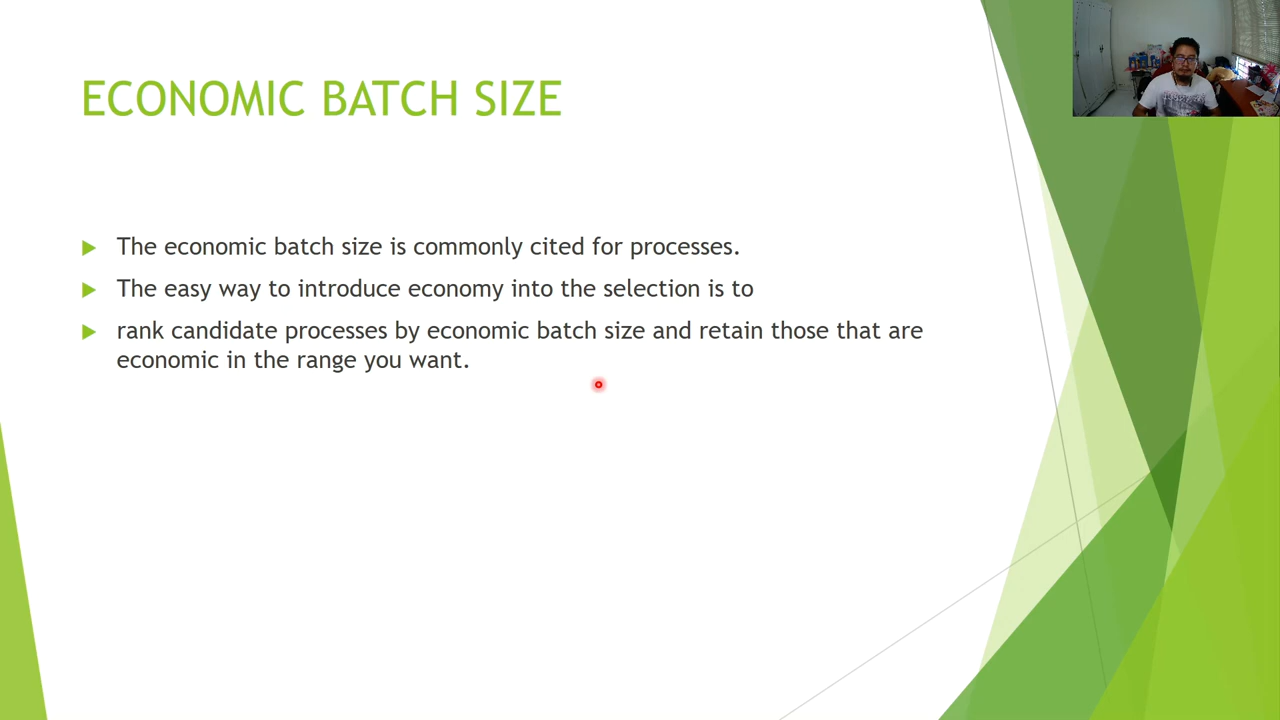 ECONOMIC BATCH SIZE
The economic batch size is commonly cited for processes.
The easy way to introduce economy into the selection is to
rank candidate processes by economic batch size and retain those that are
economic in the range you want.